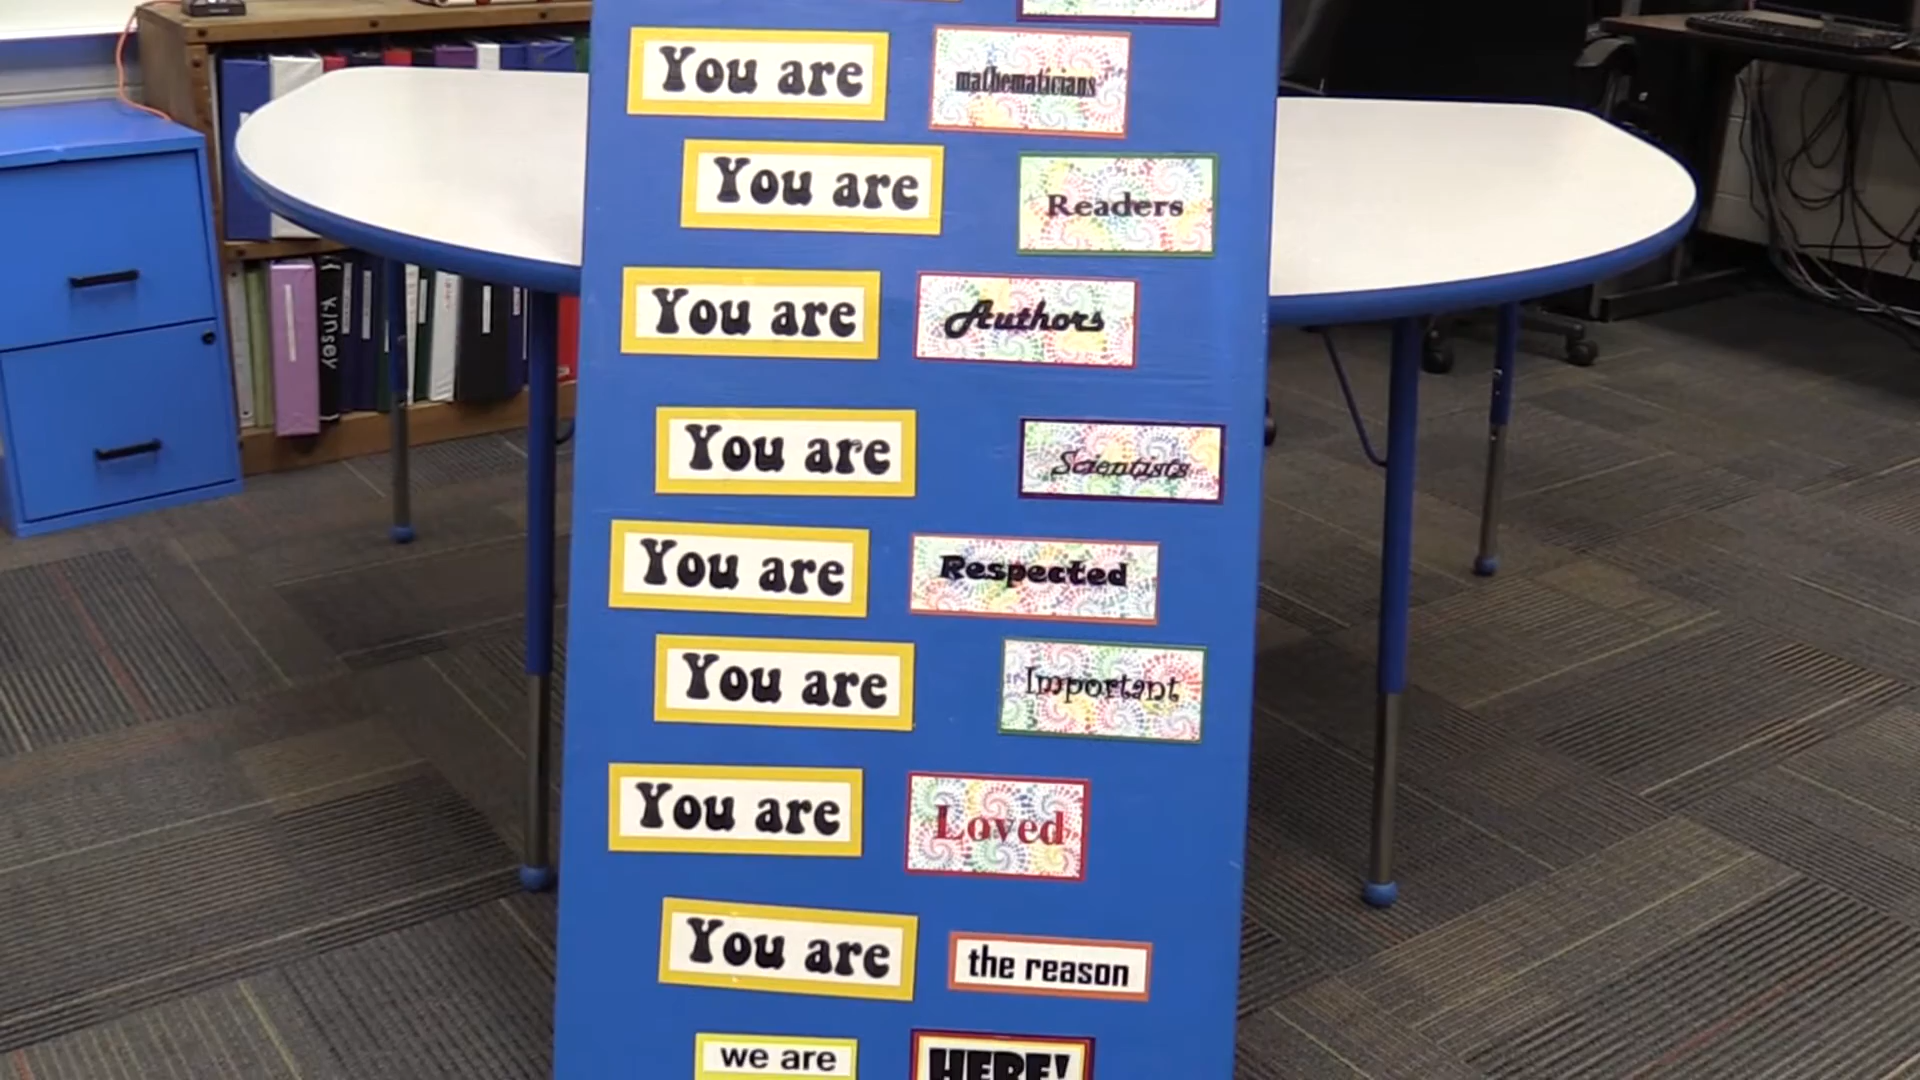 You are mathematicians
You are Readers
You are Authors
You are Scientists
You are Respected
You are Important
You are Loved
You are the reason
we are HERE!
KINSEY